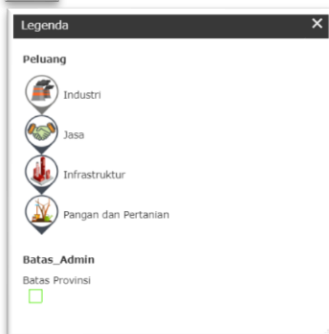 Legenda
Peluang
Industri
Jasa
Infrastruktur
Pangan dan Pertanian
Batas_Admin
Batas Provinsi